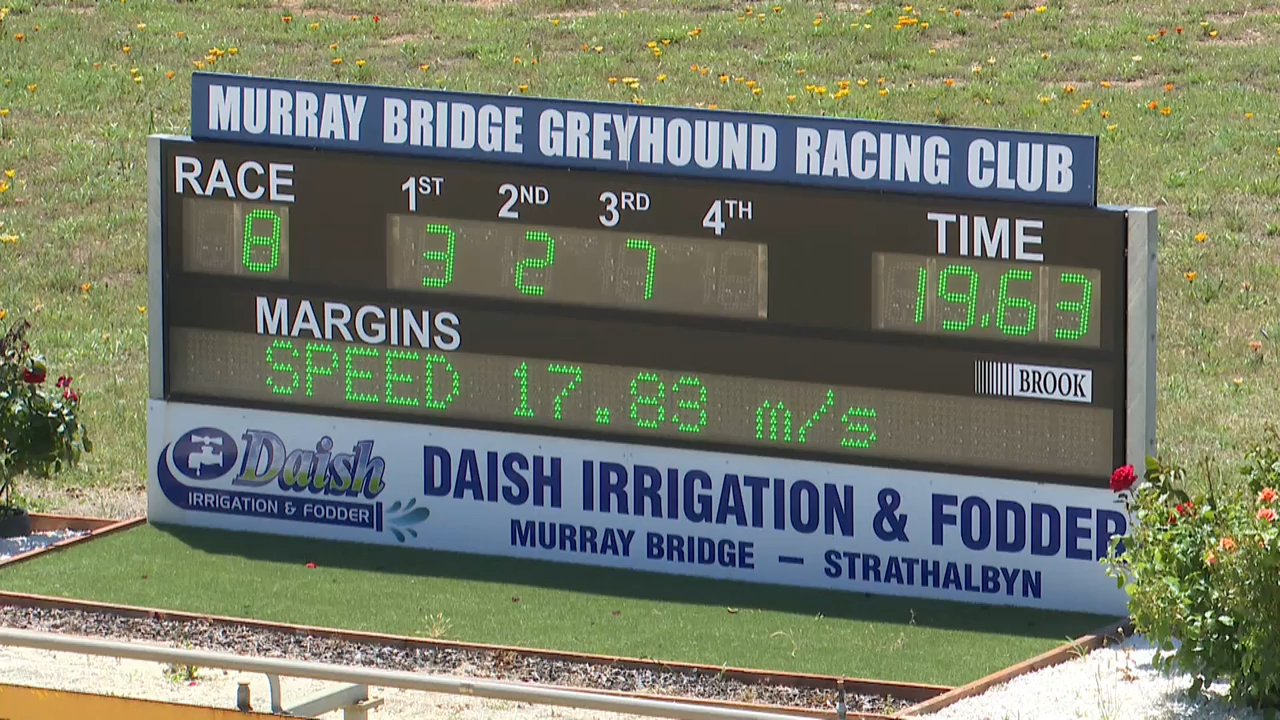 MURRAY BRIDGE GREYHOUND RACING CLUB
RACE 1ST 2ND 3RD 4TH TIME
8 3 2 7 19.63
MARGINS
SPEED 17.83 m/s
BROOK
Daish
IRRIGATION & FODDER
DAISH IRRIGATION & FODDER
MURRAY BRIDGE — STRATHALBYN